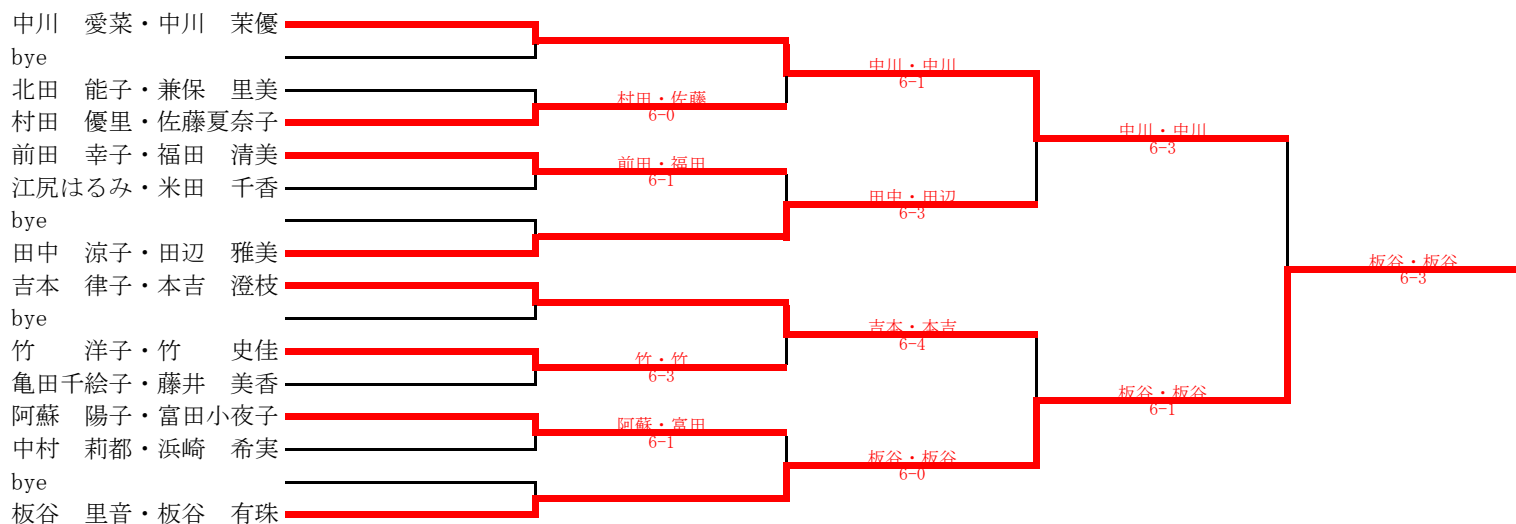 中川　愛菜・中川　茉優
bye
北田　能子・兼保　里美
村田　優里・佐藤夏奈子
前田　幸子・福田　清美
江尻はるみ・米田　千香
bye
田中　涼子・田辺　雅美
吉本　律子・本吉　澄枝
bye
竹　　洋子・竹　　史佳
亀田千絵子・藤井　美香
阿蘇　陽子・富田小夜子
中村　莉都・浜崎　希実
bye
板谷　里音・板谷　有珠
村田・佐藤
6-0
前田・福田
6-1
竹・竹
6-3
阿蘇・富田
6-1
中川・中川
6-1
田中・田辺
6-3
吉本・本吉
6-4
板谷・板谷
6-0
中川・中川
6-3
板谷・板谷
6-1
板谷・板谷
6-3